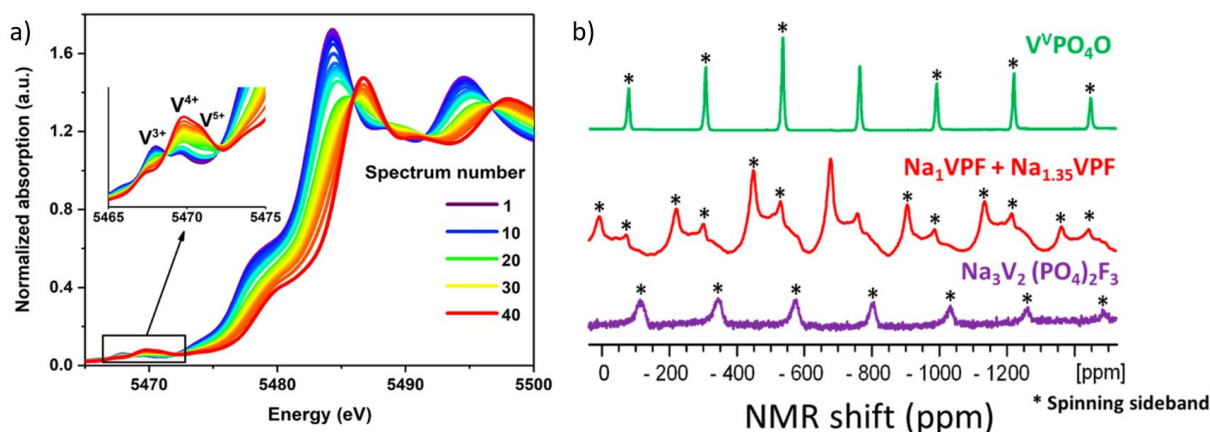 a)
Normalized absorption (a.u.)
1.6
1.2
0.8
0.4
0.0
V3+
V4+
V5+
5465 5470 5475
Spectrum number
1
10
20
30
40
5470 5480 5490 5500
Energy (eV)
b)
VⱽPO₄O
* * * * * *
Na₁VPF + Na₁.₃₅VPF
* * * * * * * * * * * *
Na₃V₂ (PO₄)₂F₃
* * * * * * *
0 - 200 - 400 - 600 - 800 - 1000 - 1200 [ppm]
* Spinning sideband
NMR shift (ppm)